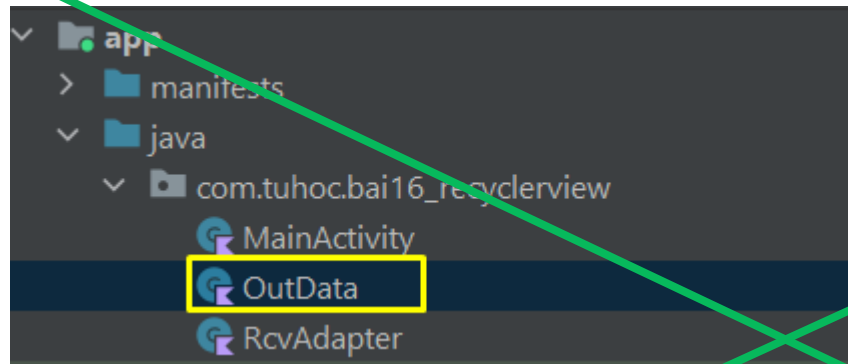 app
manifests
java
com.tuhoc.bai16_recyclerview
MainActivity
OutData
RcvAdapter